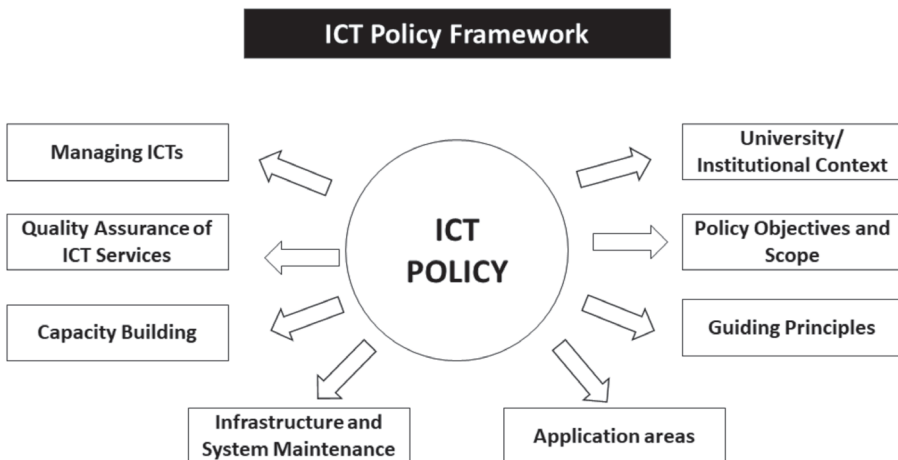 ICT Policy Framework
Managing ICTs
University/
Institutional Context
Quality Assurance of
ICT Services
ICT
POLICY
Policy Objectives and
Scope
Capacity Building
Guiding Principles
Infrastructure and
System Maintenance
Application areas